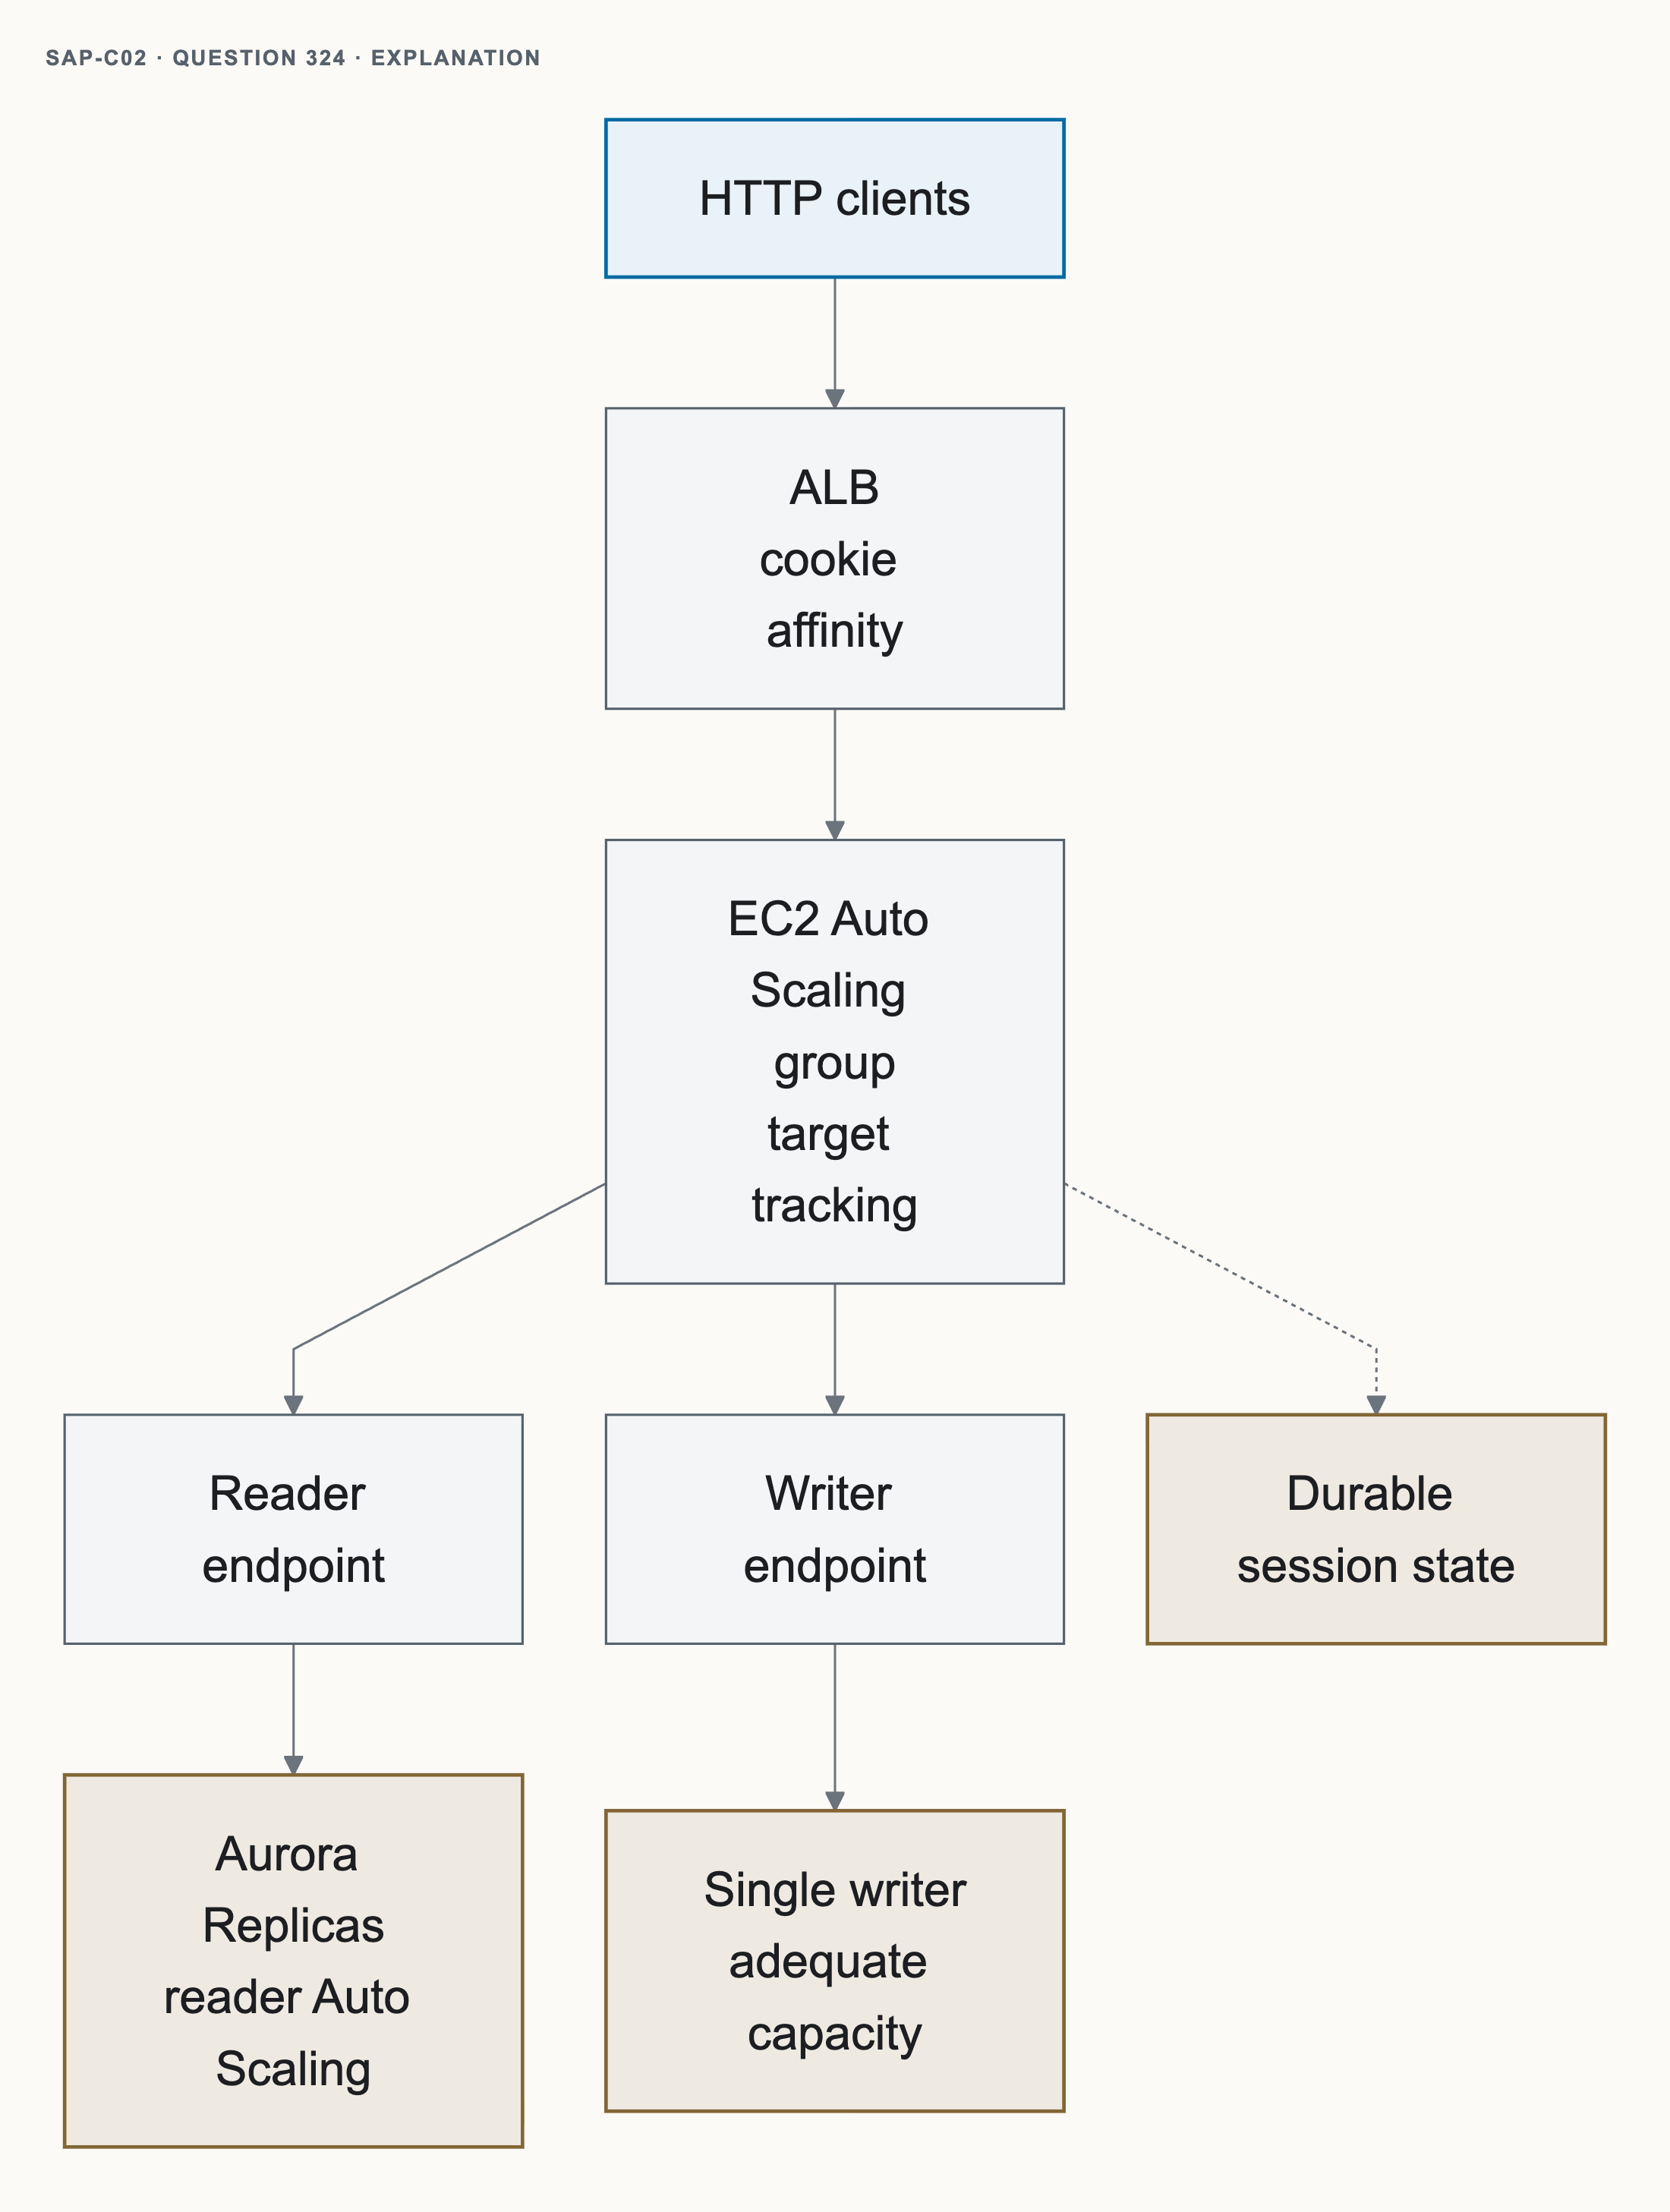 SAP-C02 · QUESTION 324 · EXPLANATION
HTTP clients
ALB
cookie
affinity
EC2 Auto
Scaling
group
target
tracking
Reader
endpoint
Writer
endpoint
Durable
session state
Aurora
Replicas
reader Auto
Scaling
Single writer
adequate
capacity